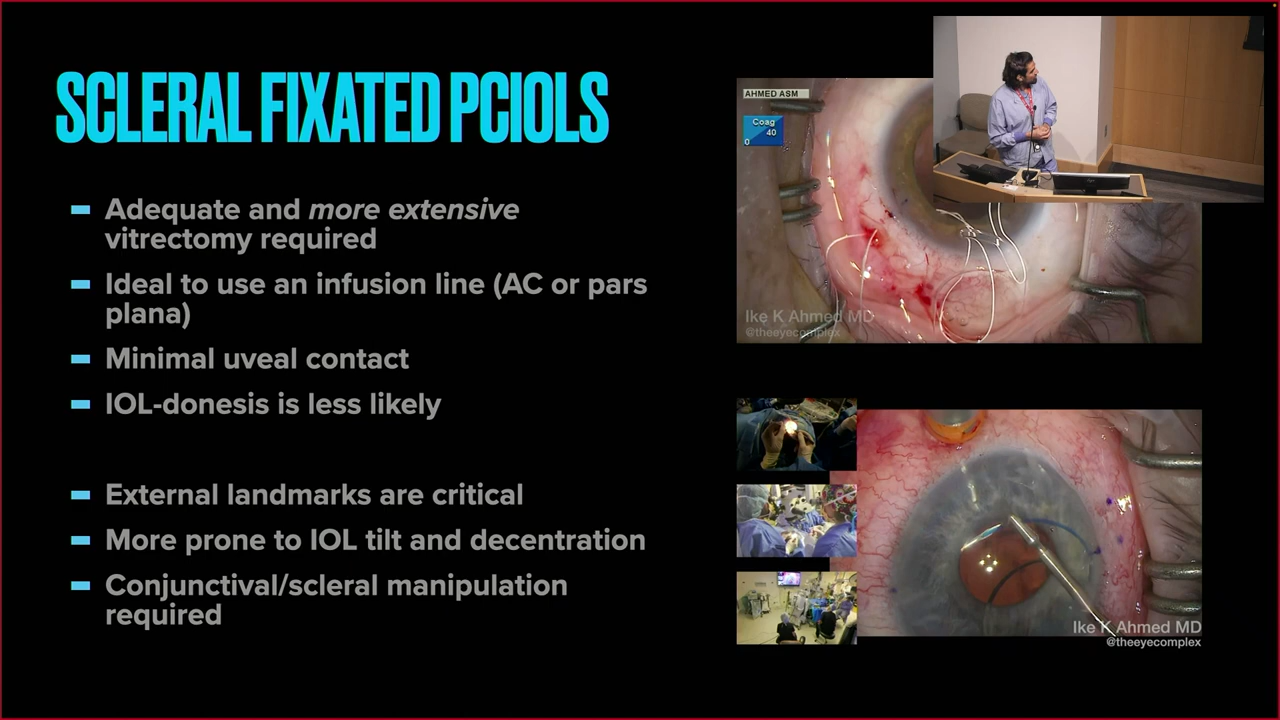 SCLERAL FIXATED PCIOLS
Adequate and more extensive
vitrectomy required
Ideal to use an infusion line (AC or pars
plana)
Minimal uveal contact
IOL-donesis is less likely
External landmarks are critical
More prone to IOL tilt and decentration
Conjunctival/scleral manipulation
required
AHMED ASM
Coag
40
0
Ike K Ahmed MD
@theeyecomplex
Ike K Ahmed MD
@theeyecomplex